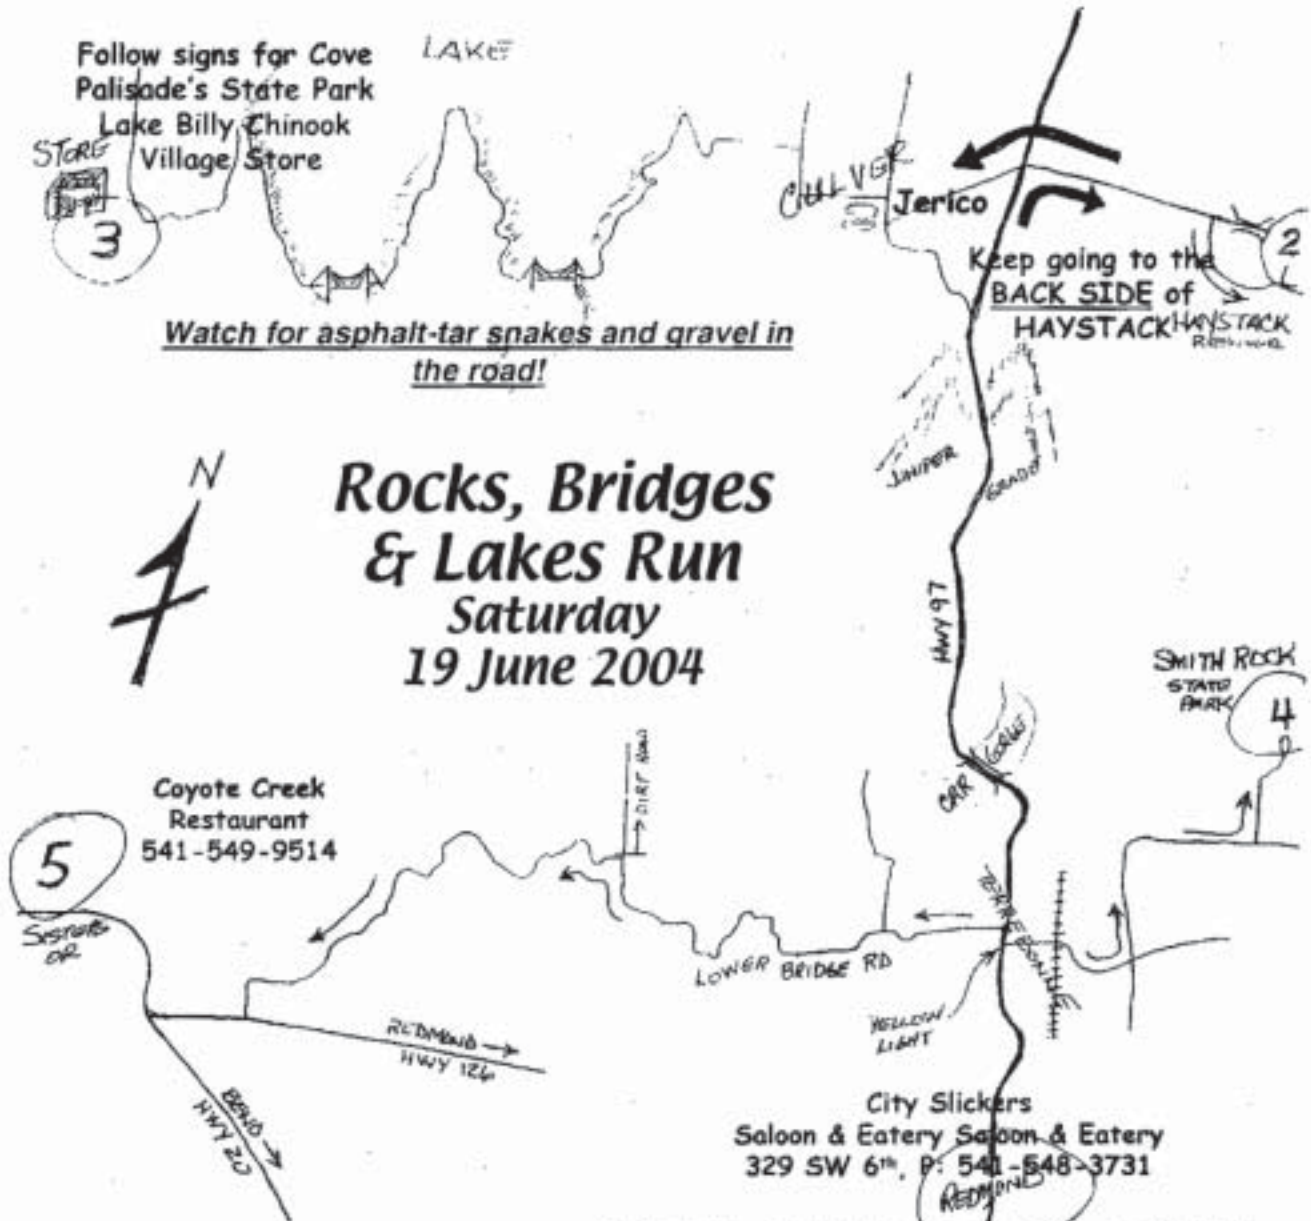 Follow signs for Cove
Palisade's State Park
Lake Billy Chinook
Village Store
LAKE
STORE
3
CULVER
Jerico
2
Keep going to the
BACK SIDE of
HAYSTACK
HAYSTACK
Watch for asphalt-tar snakes and gravel in
the road!
JUNIPER
GRADE
N
Rocks, Bridges
& Lakes Run
Saturday
19 June 2004
HWY 97
SMITH ROCK
STATE
PARK
4
GORGE
DIRT ROAD
Coyote Creek
Restaurant
541-549-9514
5
SISTERS
OR
TERREBONNE
LOWER BRIDGE RD
YELLOW
LIGHT
REDMOND
HWY 126
BEND
HWY 20
City Slickers
Saloon & Eatery Saloon & Eatery
329 SW 6th, P: 541-548-3731
REDMOND